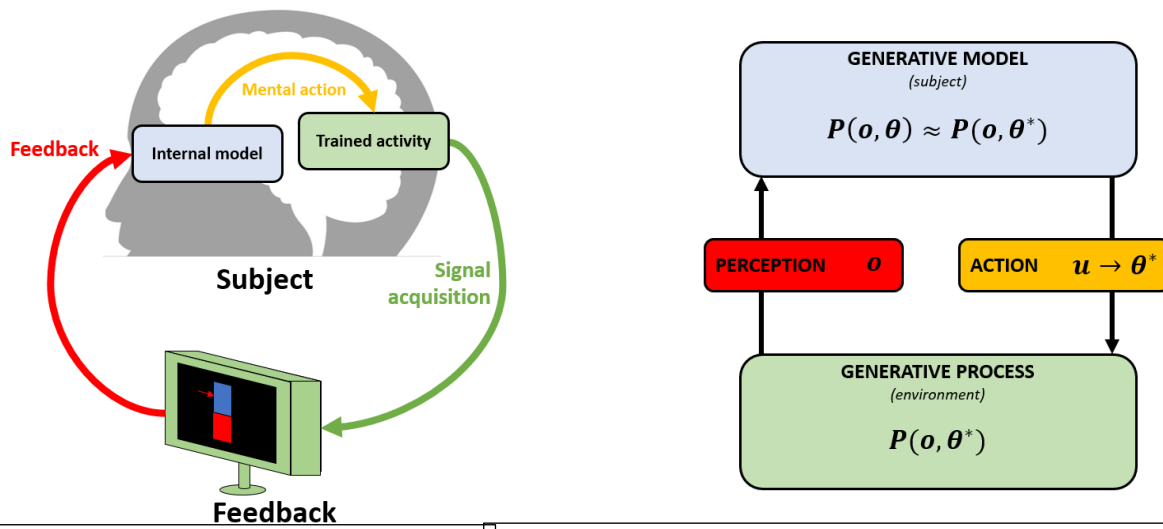 Mental action
Feedback
Internal model
Trained activity
Subject
Signal
acquisition
Feedback
GENERATIVE MODEL
(subject)
P(o, θ) ≈ P(o, θ*)
PERCEPTION o
ACTION u → θ*
GENERATIVE PROCESS
(environment)
P(o, θ*)